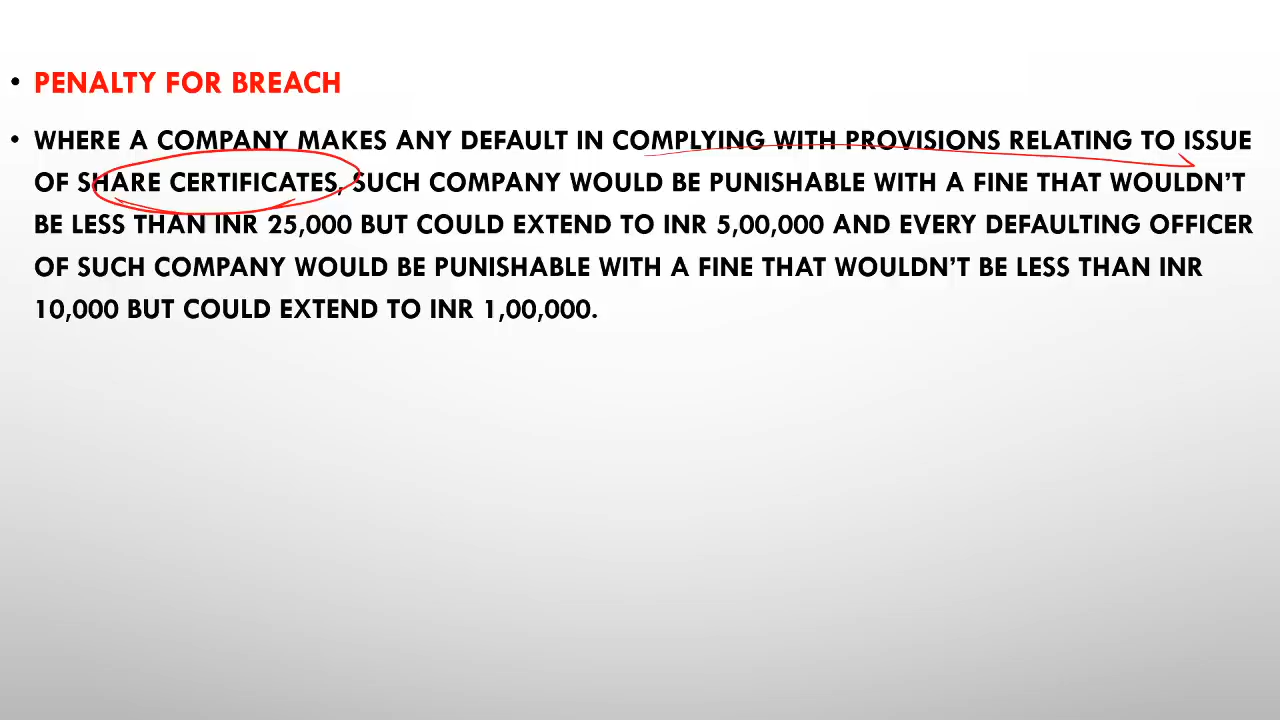 • PENALTY FOR BREACH
• WHERE A COMPANY MAKES ANY DEFAULT IN COMPLYING WITH PROVISIONS RELATING TO ISSUE
OF SHARE CERTIFICATES, SUCH COMPANY WOULD BE PUNISHABLE WITH A FINE THAT WOULDN’T
BE LESS THAN INR 25,000 BUT COULD EXTEND TO INR 5,00,000 AND EVERY DEFAULTING OFFICER
OF SUCH COMPANY WOULD BE PUNISHABLE WITH A FINE THAT WOULDN’T BE LESS THAN INR
10,000 BUT COULD EXTEND TO INR 1,00,000.